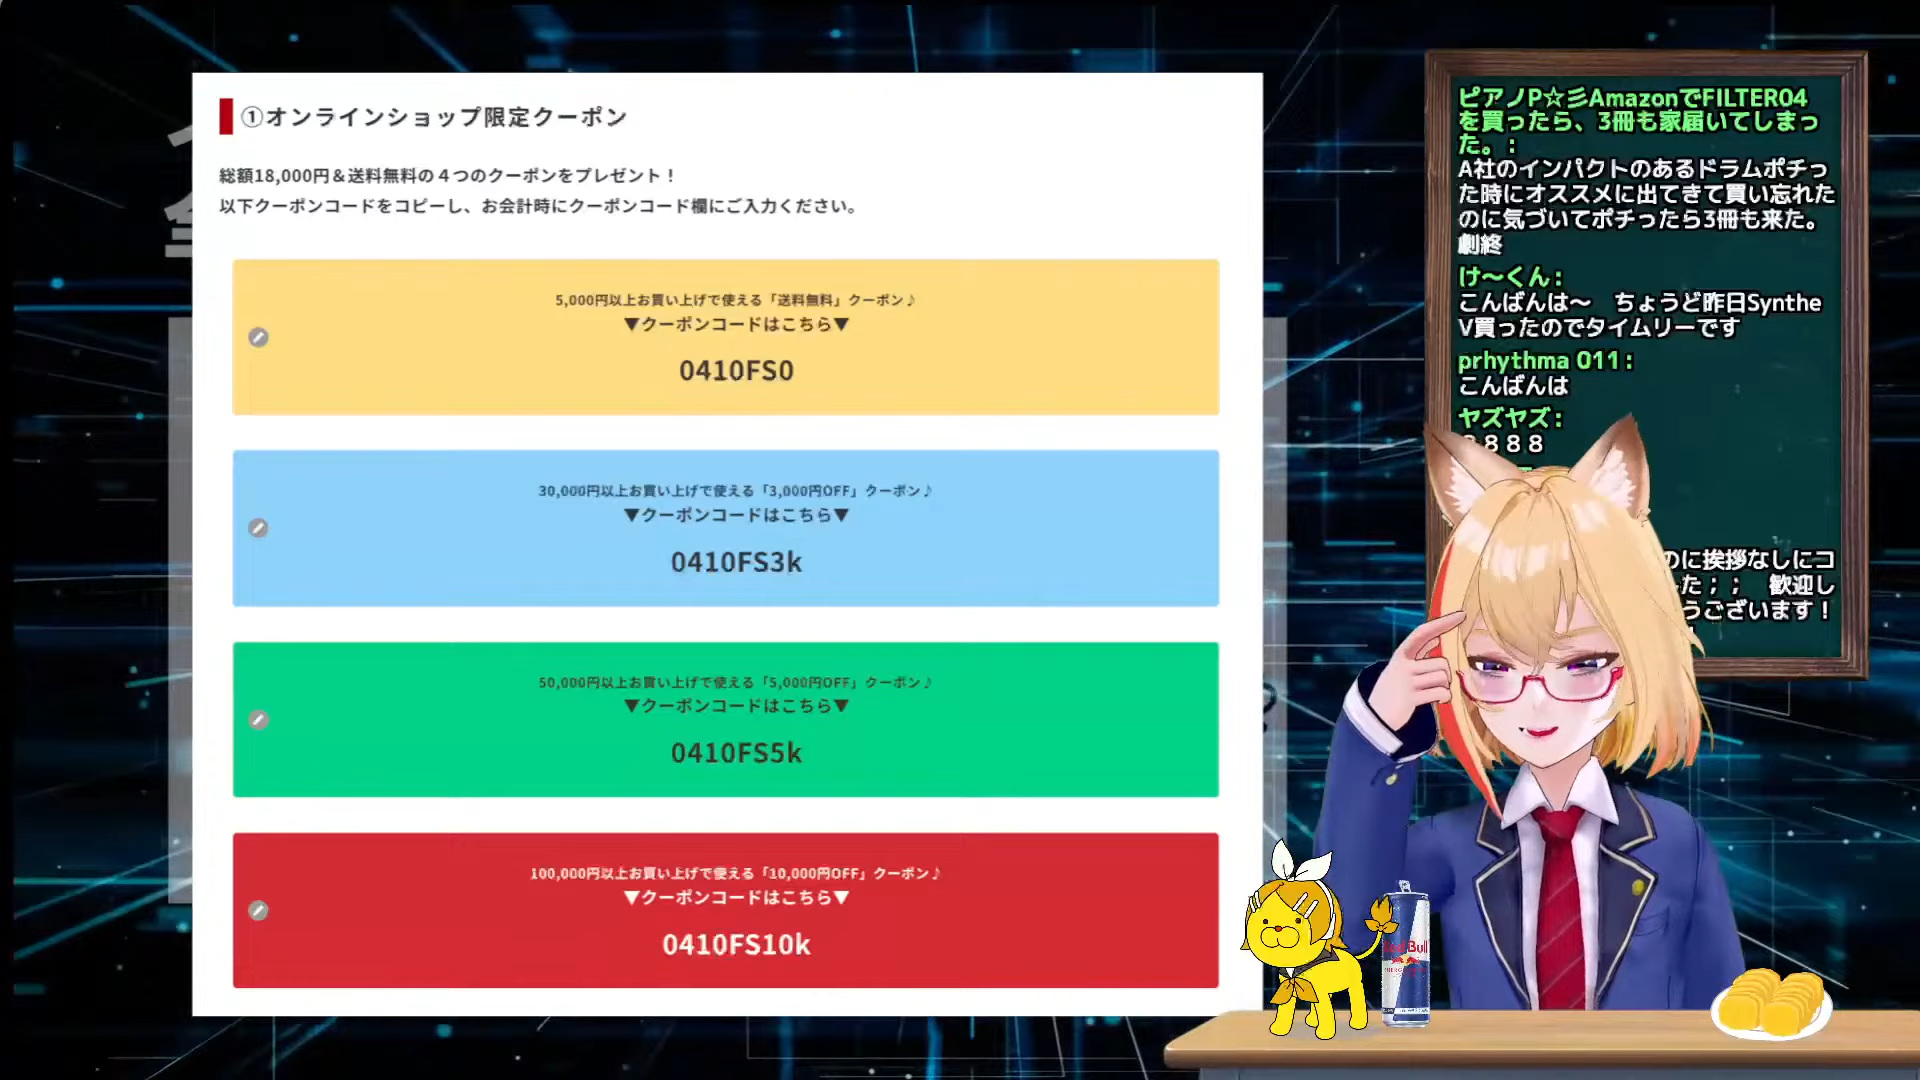 ①オンラインショップ限定クーポン
総額18,000円＆送料無料の４つのクーポンをプレゼント！
以下クーポンコードをコピーし、お会計時にクーポンコード欄にご入力ください。
5,000円以上お買い上げで使える「送料無料」クーポン♪
▼クーポンコードはこちら▼
0410FS0
30,000円以上お買い上げで使える「3,000円OFF」クーポン♪
▼クーポンコードはこちら▼
0410FS3k
50,000円以上お買い上げで使える「5,000円OFF」クーポン♪
▼クーポンコードはこちら▼
0410FS5k
100,000円以上お買い上げで使える「10,000円OFF」クーポン♪
▼クーポンコードはこちら▼
0410FS10k
ピアノP☆彡AmazonでFILTER04
を買ったら、3冊も家届いてしまっ
た。:
A社のインパクトのあるドラムポチっ
た時にオススメに出てきて買い忘れた
のに気づいてポチったら3冊も来た。
劇終
け〜くん:
こんばんは〜　ちょうど昨日Synthe
V買ったのでタイムリーです
prhythma 011:
こんばんは
ヤズヤズ:
8888
のに挨拶なしにコ
た；；　歓迎し
うございます！
Red Bull